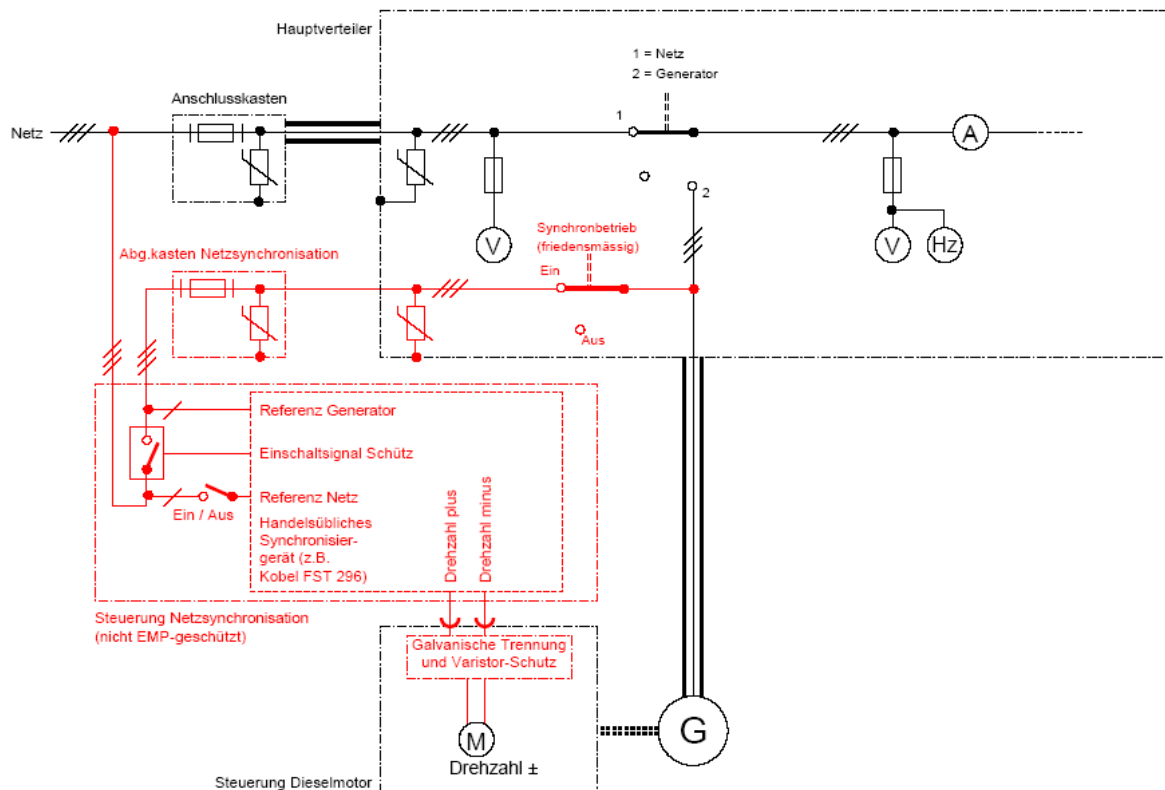 Hauptverteiler
1 = Netz
2 = Generator
Anschlusskasten
Netz
1
A
2
V
V
Hz
Synchronbetrieb
(friedensmässig)
Ein
Aus
Abg.kasten Netzsynchronisation
Referenz Generator
Einschaltsignal Schütz
Referenz Netz
Ein / Aus
Handelsübliches
Synchronisier-
gerät (z.B.
Kobel FST 296)
Drehzahl plus
Drehzahl minus
Steuerung Netzsynchronisation
(nicht EMP-geschützt)
Galvanische Trennung
und Varistor-Schutz
M
Drehzahl ±
G
Steuerung Dieselmotor